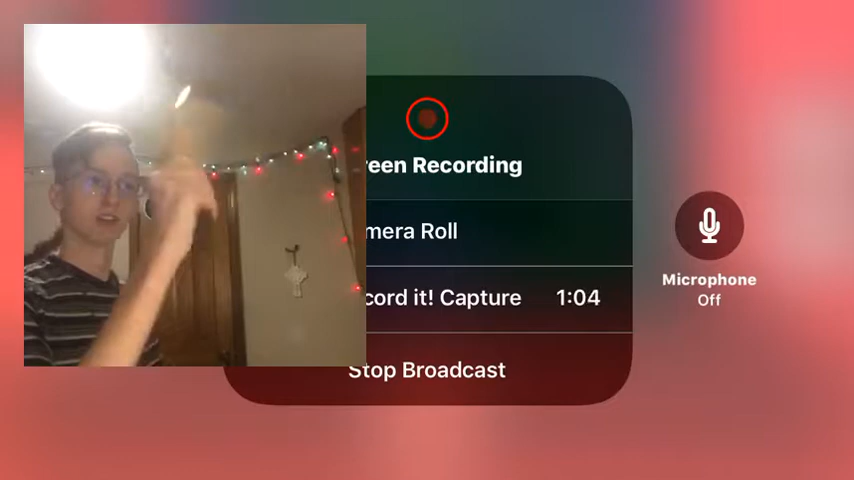 reen Recording
mera Roll
cord it! Capture 1:04
Stop Broadcast
Microphone
Off